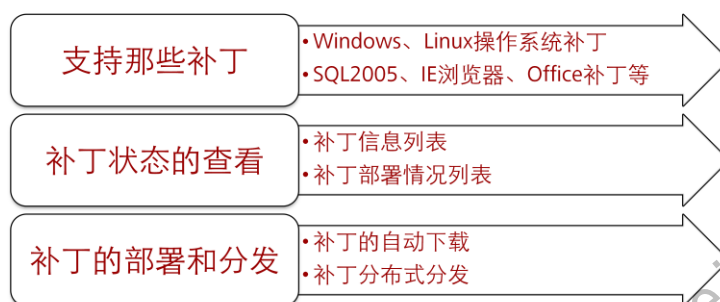 支持那些补丁
•Windows、Linux操作系统补丁
•SQL2005、IE浏览器、Office补丁等
补丁状态的查看
•补丁信息列表
•补丁部署情况列表
补丁的部署和分发
•补丁的自动下载
•补丁分布式分发